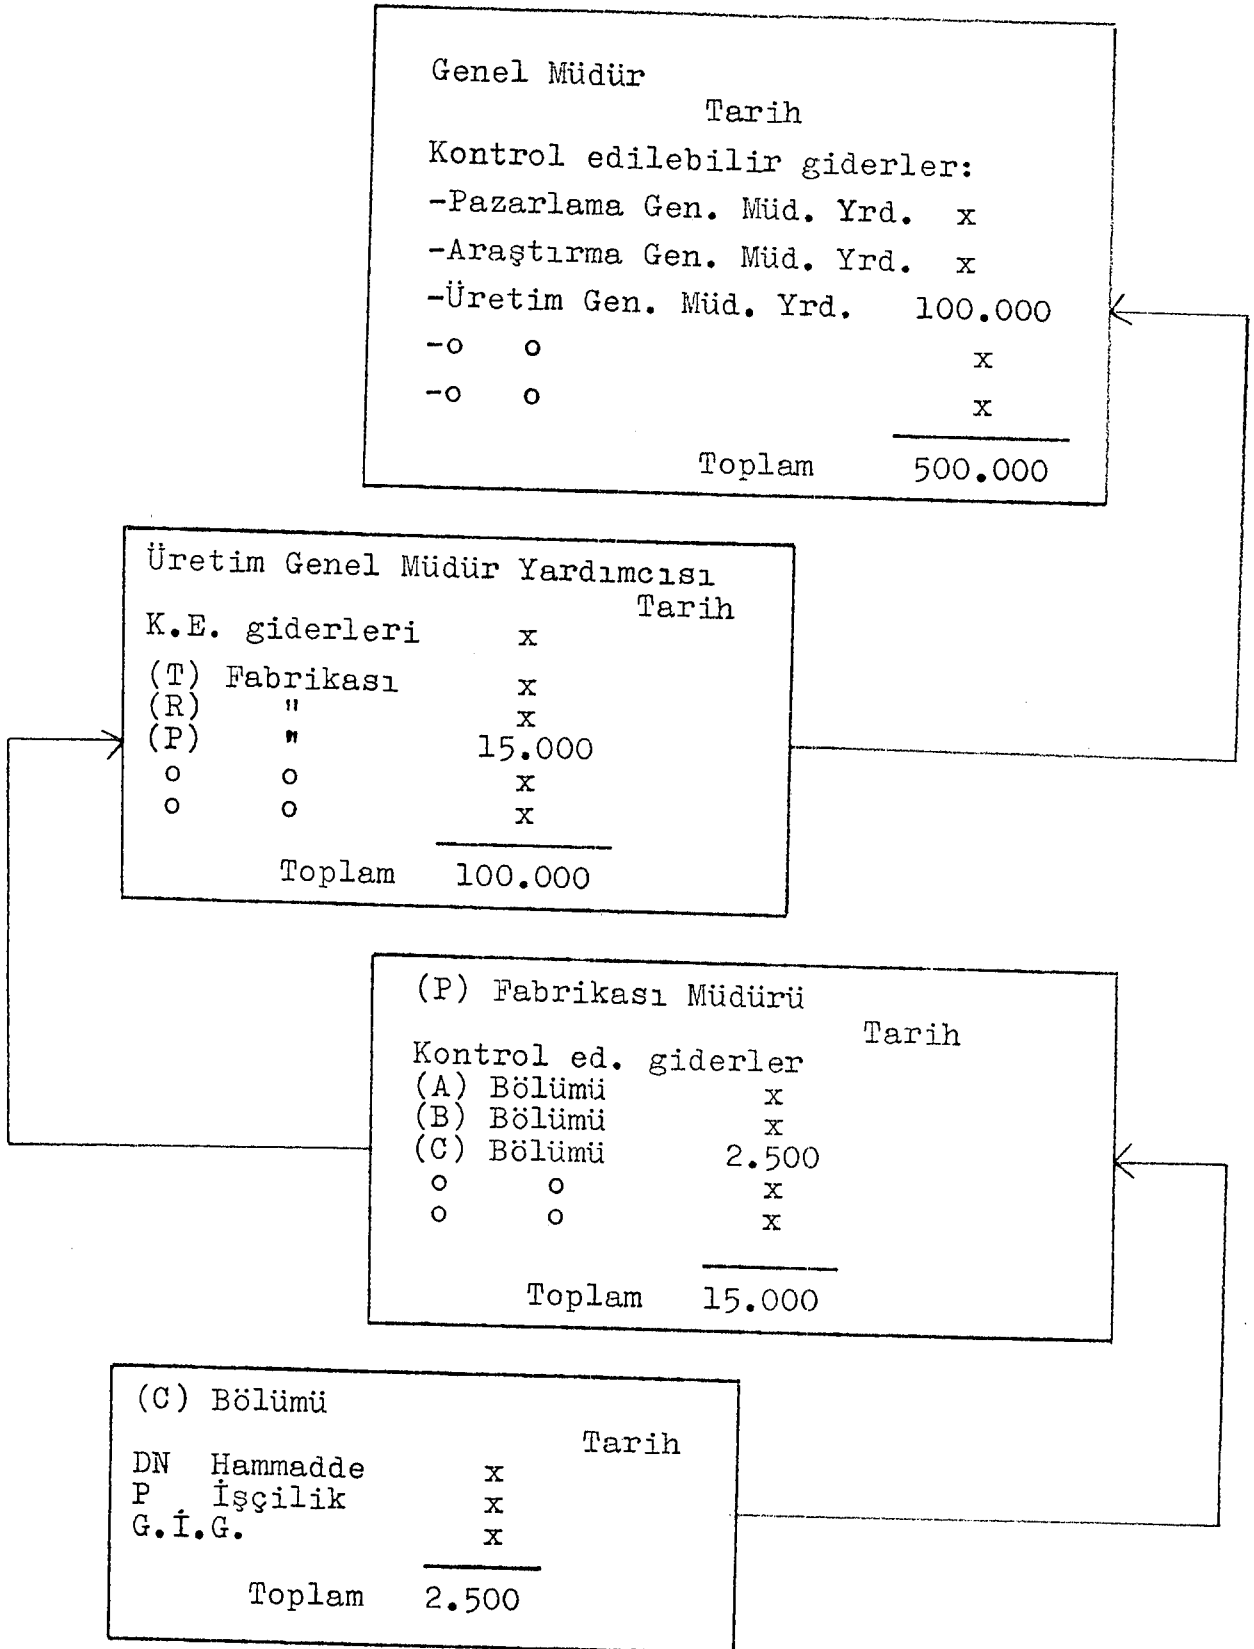 Genel Müdür
Tarih
Kontrol edilebilir giderler:
-Pazarlama Gen. Müd. Yrd. x
-Araştırma Gen. Müd. Yrd. x
-Üretim Gen. Müd. Yrd. 100.000
-o o x
-o o x
Toplam 500.000
Üretim Genel Müdür Yardımcısı
Tarih
K.E. giderleri x
(T) Fabrikası x
(R) " x
(P) " 15.000
o o x
o o x
Toplam 100.000
(P) Fabrikası Müdürü
Tarih
Kontrol ed. giderler
(A) Bölümü x
(B) Bölümü x
(C) Bölümü 2.500
o o x
o o x
Toplam 15.000
(C) Bölümü
Tarih
DN Hammadde x
P İşçilik x
G.İ.G. x
Toplam 2.500